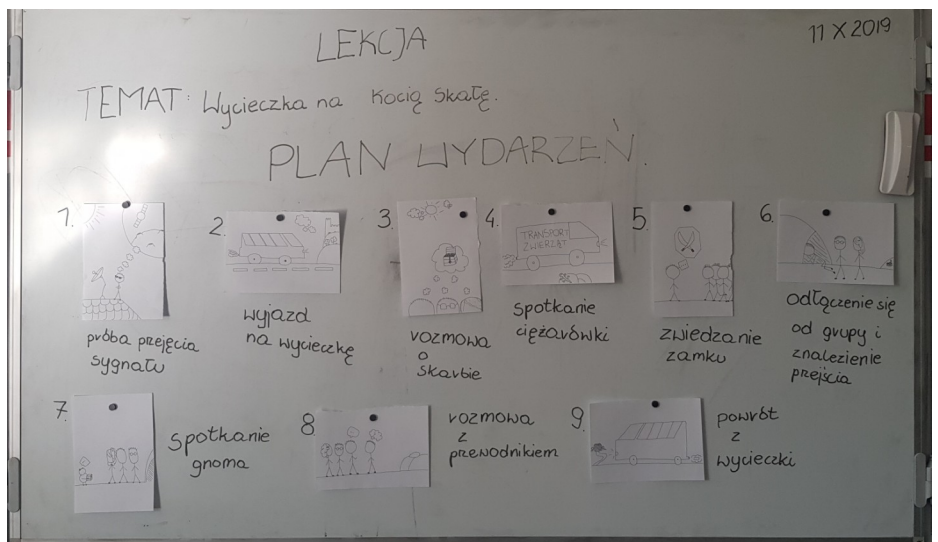 LEKCJA
11 X 2019
TEMAT: Wycieczka na Kocią Skałę.
PLAN WYDARZEŃ.
1.
próba przejęcia
sygnału
2.
wyjazd
na wycieczkę
3.
rozmowa
o
skarbie
4.
TRANSPORT
ZWIERZĄT
spotkanie
ciężarówki
5.
zwiedzanie
zamku
6.
odłączenie się
od grupy i
znalezienie
przejścia
7.
spotkanie
gnoma
8.
rozmowa
z
przewodnikiem
9.
powrót
z
wycieczki